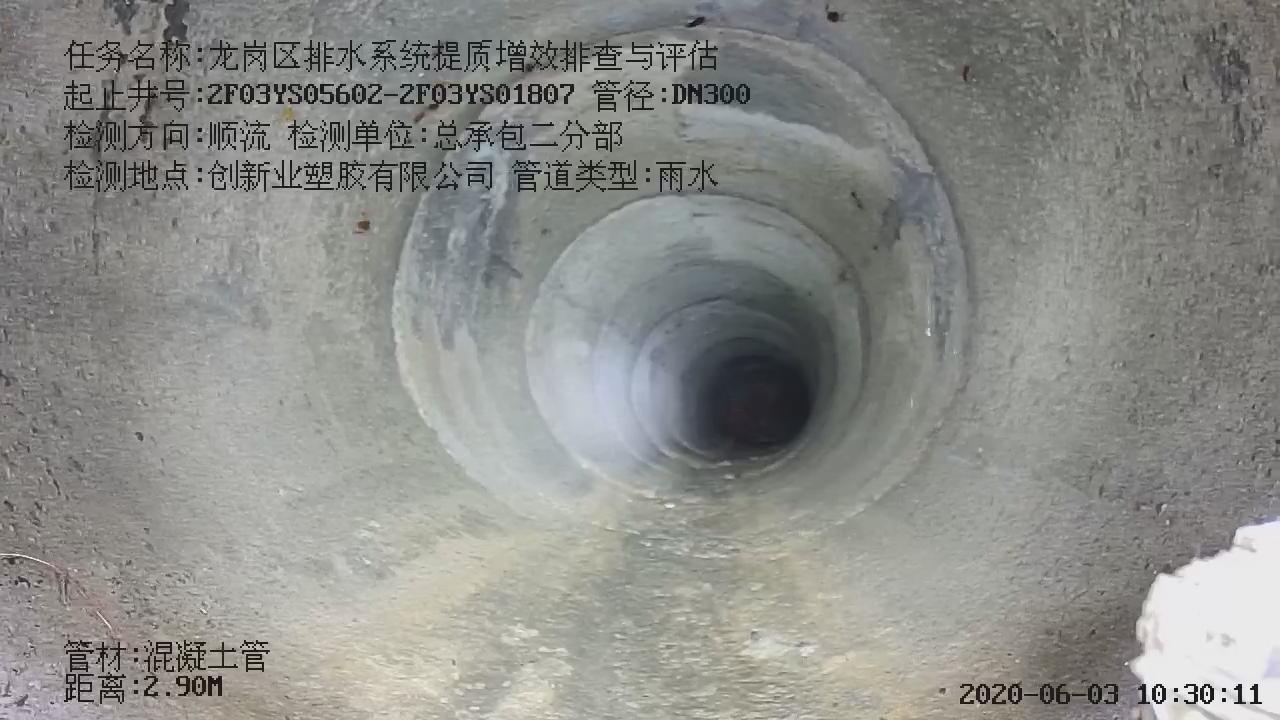 任务名称:龙岗区排水系统提质增效排查与评估
起止井号:2F03YS05602-2F03YS01807 管径:DN300
检测方向:顺流 检测单位:总承包二分部
检测地点:创新业塑胶有限公司 管道类型:雨水
管材:混凝土管
距离:2.90M
2020-06-03 10:30:11